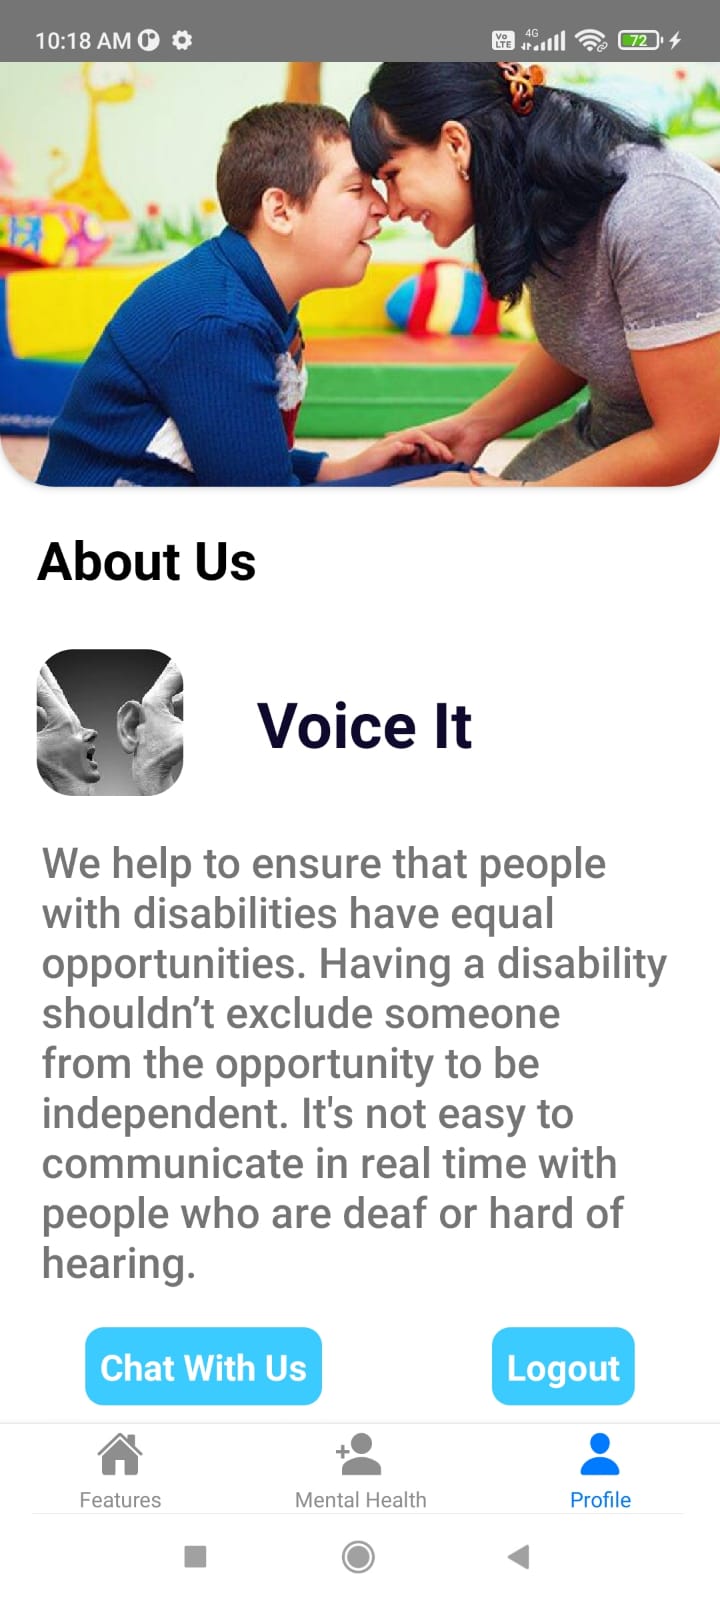 10:18 AM
Vo LTE 4G 72
About Us
Voice It
We help to ensure that people
with disabilities have equal
opportunities. Having a disability
shouldn’t exclude someone
from the opportunity to be
independent. It's not easy to
communicate in real time with
people who are deaf or hard of
hearing.
Chat With Us Logout
Features Mental Health Profile